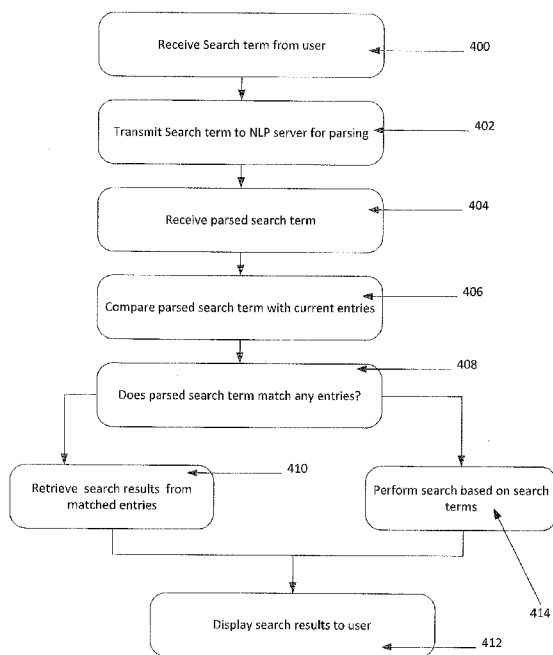 Receive Search term from user
400
Transmit Search term to NLP server for parsing
402
Receive parsed search term
404
Compare parsed search term with current entries
406
Does parsed search term match any entries?
408
Retrieve search results from
matched entries
410
Perform search based on search
terms
414
Display search results to user
412